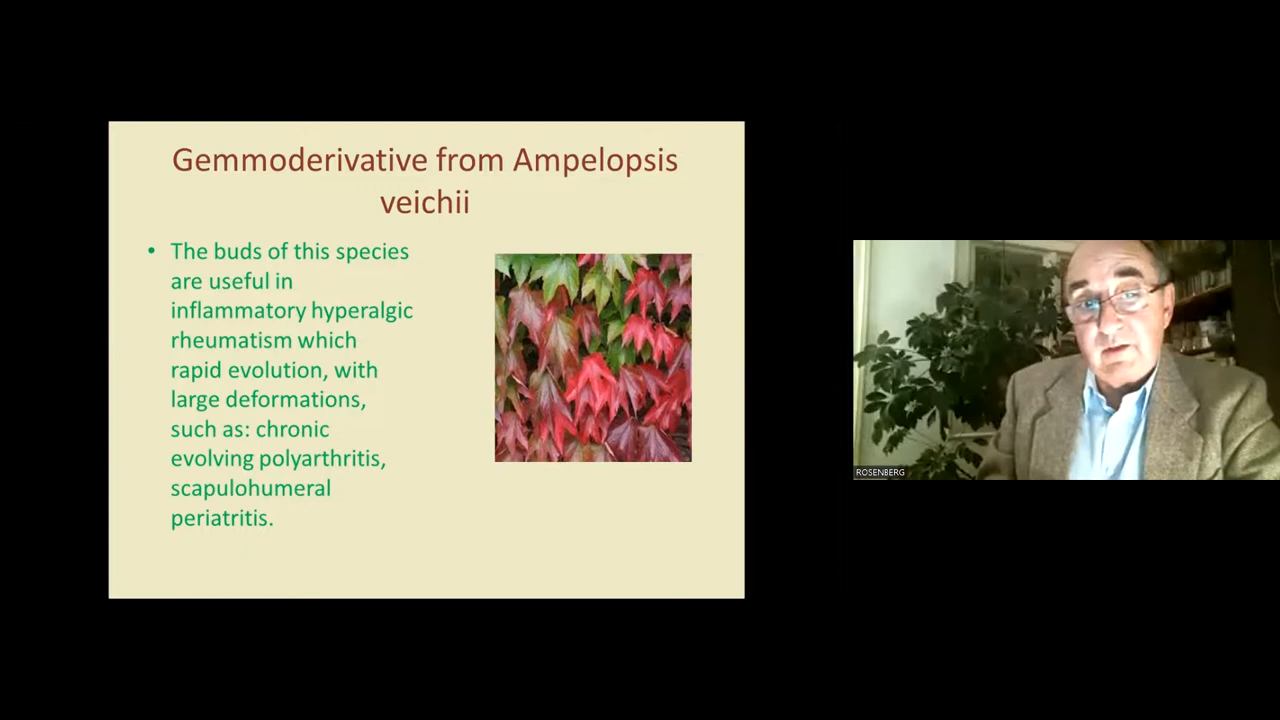 Gemmoderivative from Ampelopsis
veichii
• The buds of this species
are useful in
inflammatory hyperalgic
rheumatism which
rapid evolution, with
large deformations,
such as: chronic
evolving polyarthritis,
scapulohumeral
periatritis.
ROSENBERG